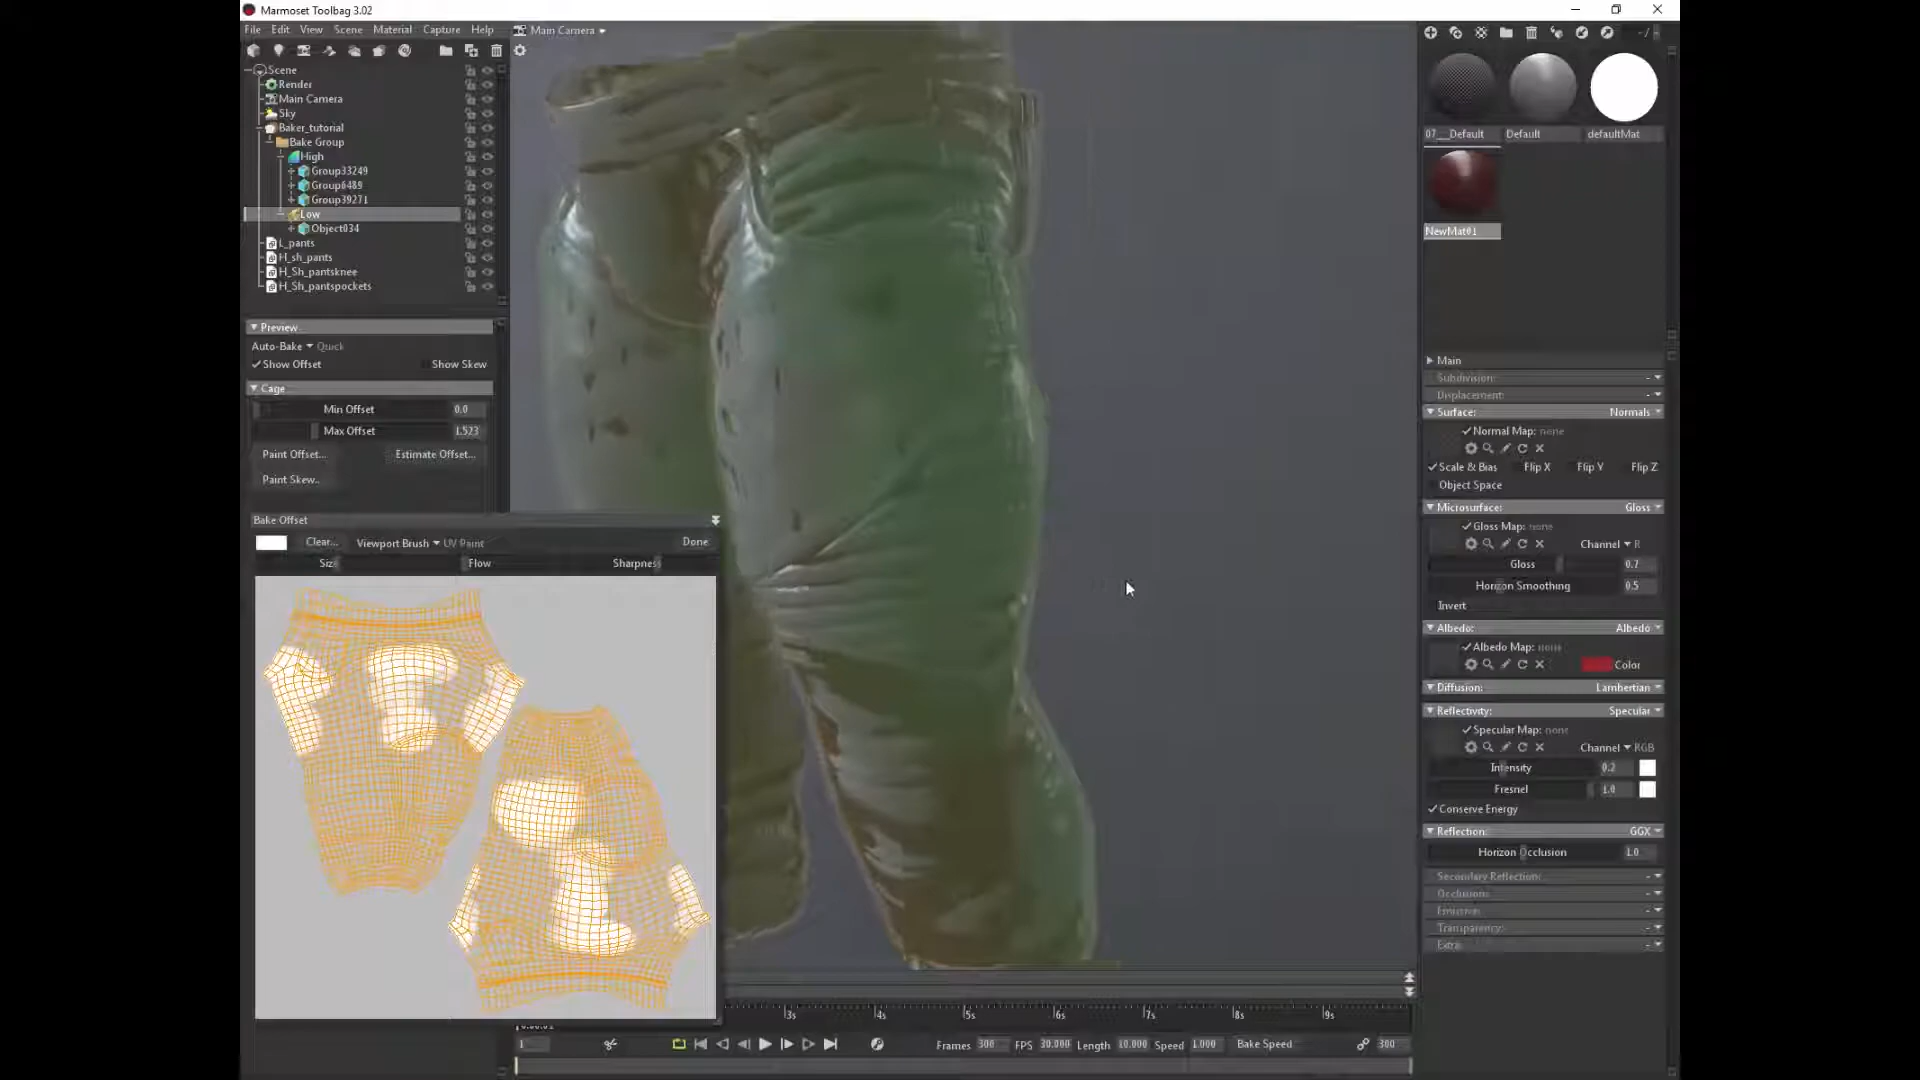 Marmoset Toolbag 3.02
File Edit View Scene Material Capture Help
Main Camera
Scene
Render
Main Camera
Sky
Baker_tutorial
Bake Group
High
Group33249
Group6489
Group39271
Low
Object034
L_pants
H_sh_pants
H_Sh_pantsknee
H_Sh_pantspockets
Preview
Auto-Bake Quick
Show Offset Show Skew
Cage
Min Offset 0.0
Max Offset 1.523
Paint Offset... Estimate Offset...
Paint Skew...
Bake Offset
Clear... Viewport Brush UV Paint Done
Size Flow Sharpness
3s 4s 5s 6s 7s 8s 9s
1 Frames 300 FPS 30.000 Length 10.000 Speed 1.000 Bake Speed 300
07__Default Default defaultMat
NewMat01
Main
Subdivision:
Displacement:
Surface: Normals
Normal Map: none
Scale & Bias Flip X Flip Y Flip Z
Object Space
Microsurface: Gloss
Gloss Map: none
Channel R
Gloss 0.7
Horizon Smoothing 0.5
Invert
Albedo: Albedo
Albedo Map: none
Color
Diffusion: Lambertian
Reflectivity: Specular
Specular Map: none
Channel RGB
Intensity 0.2
Fresnel 1.0
Conserve Energy
Reflection: GGX
Horizon Occlusion 1.0
Secondary Reflection:
Occlusion:
Emission:
Transparency:
Extra: